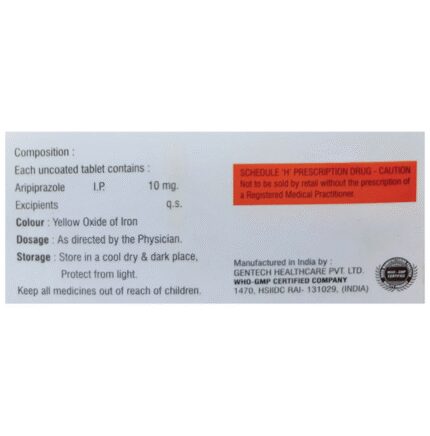 Composition :
Each uncoated tablet contains :
Aripiprazole I.P. 10 mg.
Excipients q.s.
Colour : Yellow Oxide of Iron
Dosage : As directed by the Physician.
Storage : Store in a cool dry & dark place,
Protect from light.
Keep all medicines out of reach of children.
SCHEDULE 'H' PRESCRIPTION DRUG - CAUTION
Not to be sold by retail without the prescription of
a Registered Medical Practitioner.
Manufactured in India by :
GENTECH HEALTHCARE PVT. LTD.
WHO-GMP CERTIFIED COMPANY
1470, HSIIDC RAI- 131029, (INDIA)
WHO-GMP
CERTIFIED